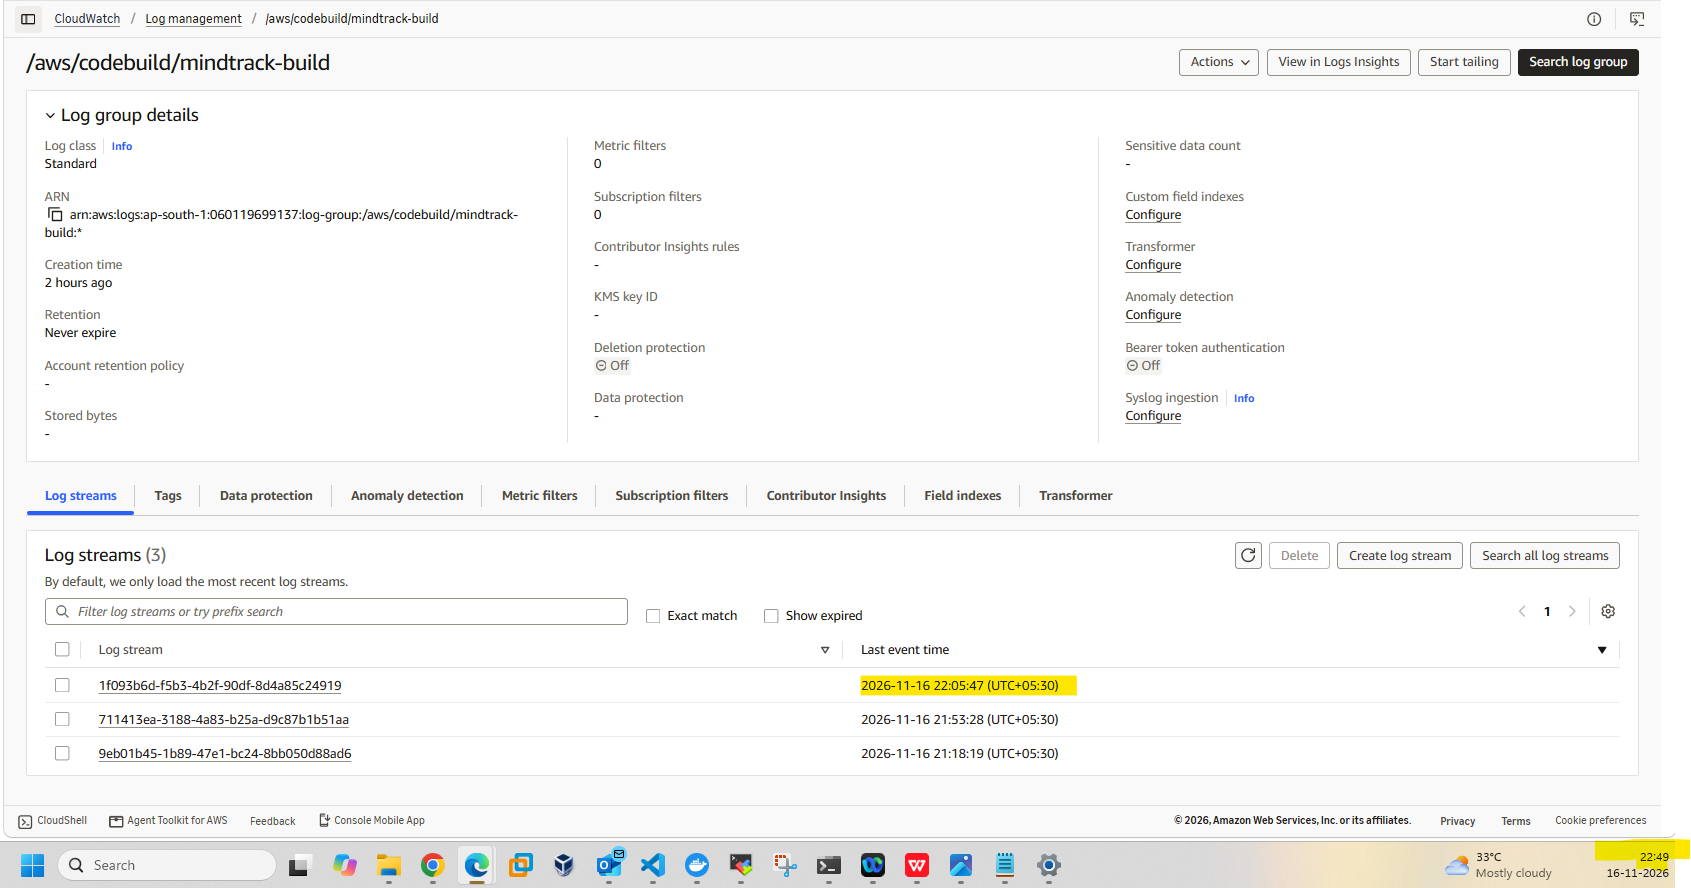 CloudWatch / Log management / /aws/codebuild/mindtrack-build
/aws/codebuild/mindtrack-build
Actions View in Logs Insights Start tailing Search log group
Log group details
Log class Info
Standard
ARN
arn:aws:logs:ap-south-1:060119699137:log-group:/aws/codebuild/mindtrack-
build:*
Creation time
2 hours ago
Retention
Never expire
Account retention policy
-
Stored bytes
-
Metric filters
0
Subscription filters
0
Contributor Insights rules
-
KMS key ID
-
Deletion protection
Off
Data protection
-
Sensitive data count
-
Custom field indexes
Configure
Transformer
Configure
Anomaly detection
Configure
Bearer token authentication
Off
Syslog ingestion Info
Configure
Log streams Tags Data protection Anomaly detection Metric filters Subscription filters Contributor Insights Field indexes Transformer
Log streams (3)
Delete Create log stream Search all log streams
By default, we only load the most recent log streams.
Filter log streams or try prefix search Exact match Show expired 1
Log stream Last event time
1f093b6d-f5b3-4b2f-90df-8d4a85c24919 2026-11-16 22:05:47 (UTC+05:30)
711413ea-3188-4a83-b25a-d9c87b1b51aa 2026-11-16 21:53:28 (UTC+05:30)
9eb01b45-1b89-47e1-bc24-8bb050d88ad6 2026-11-16 21:18:19 (UTC+05:30)
CloudShell Agent Toolkit for AWS Feedback Console Mobile App © 2026, Amazon Web Services, Inc. or its affiliates. Privacy Terms Cookie preferences
Search
33°C
Mostly cloudy
22:49
16-11-2026